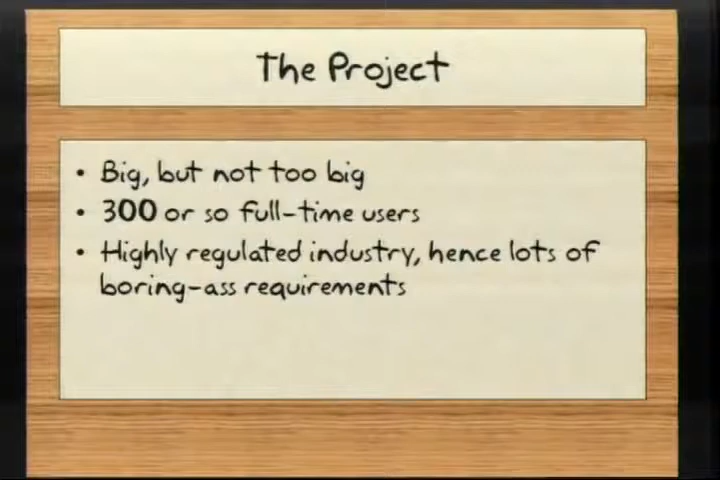 The Project
• Big, but not too big
• 300 or so full-time users
• Highly regulated industry, hence lots of
boring-ass requirements